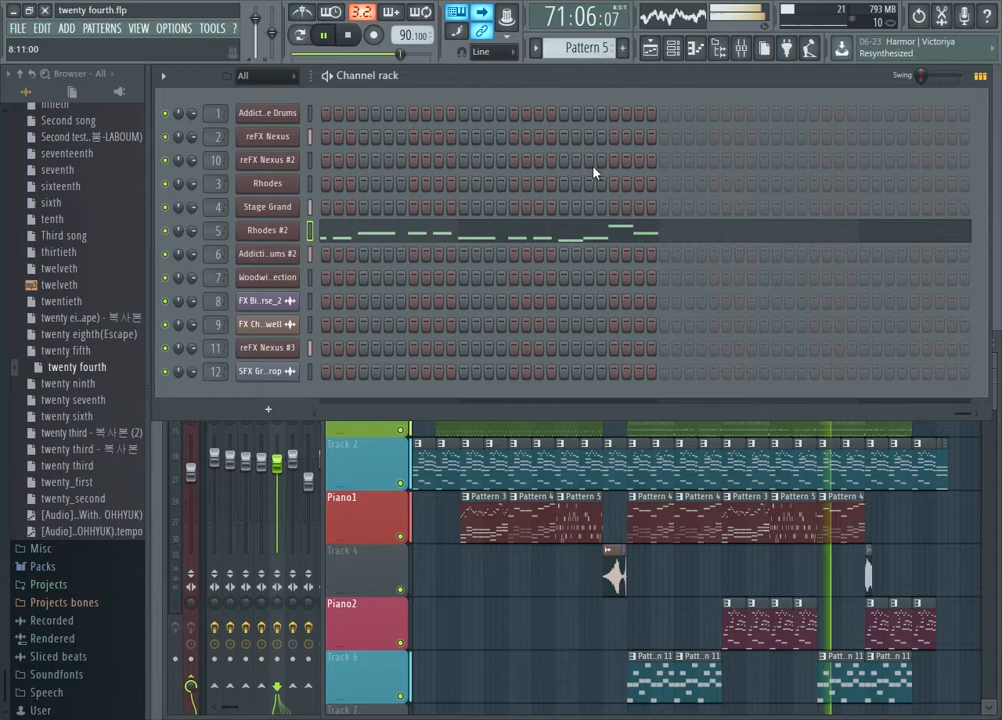 twenty fourth.flp
FILE EDIT ADD PATTERNS VIEW OPTIONS TOOLS ?
8:11:00
3.2
90.100
Line
71:06:07
Pattern 5
21
793 MB
10
06-23 Harmor | Victoriya
Resynthesized
Browser - All
All
Channel rack
Swing
Second song
Second test..봄-LABOUM)
seventeenth
seventh
sixteenth
sixth
tenth
Third song
thirtieth
twelveth
twelveth
twentieth
twenty ei..ape) - 복사본
twenty eighth(Escape)
twenty fifth
twenty fourth
twenty ninth
twenty seventh
twenty sixth
twenty third - 복사본 (2)
twenty third - 복사본
twenty third
twenty_first
twenty_second
[Audio]..With. OHHYUK)
[Audio]..OHHYUK).tempo
Misc
Packs
Projects
Projects bones
Recorded
Rendered
Sliced beats
Soundfonts
Speech
User
1 Addict..e Drums
2 reFX Nexus
10 reFX Nexus #2
3 Rhodes
4 Stage Grand
5 Rhodes #2
6 Addicti..ums #2
7 Woodwi..ection
8 FX Bi..rse_2
9 FX Ch..well
11 reFX Nexus #3
12 SFX Gr..rop
Track 2
Piano1
Pattern 3 Pattern 4 Pattern 5 Pattern 4 Pattern 4 Pattern 3 Pattern 5 Pattern 4
Track 4
Piano2
Track 6
Patt..n 11 Patt..n 11 Patt..n 11 Patt..n 11
Track 7